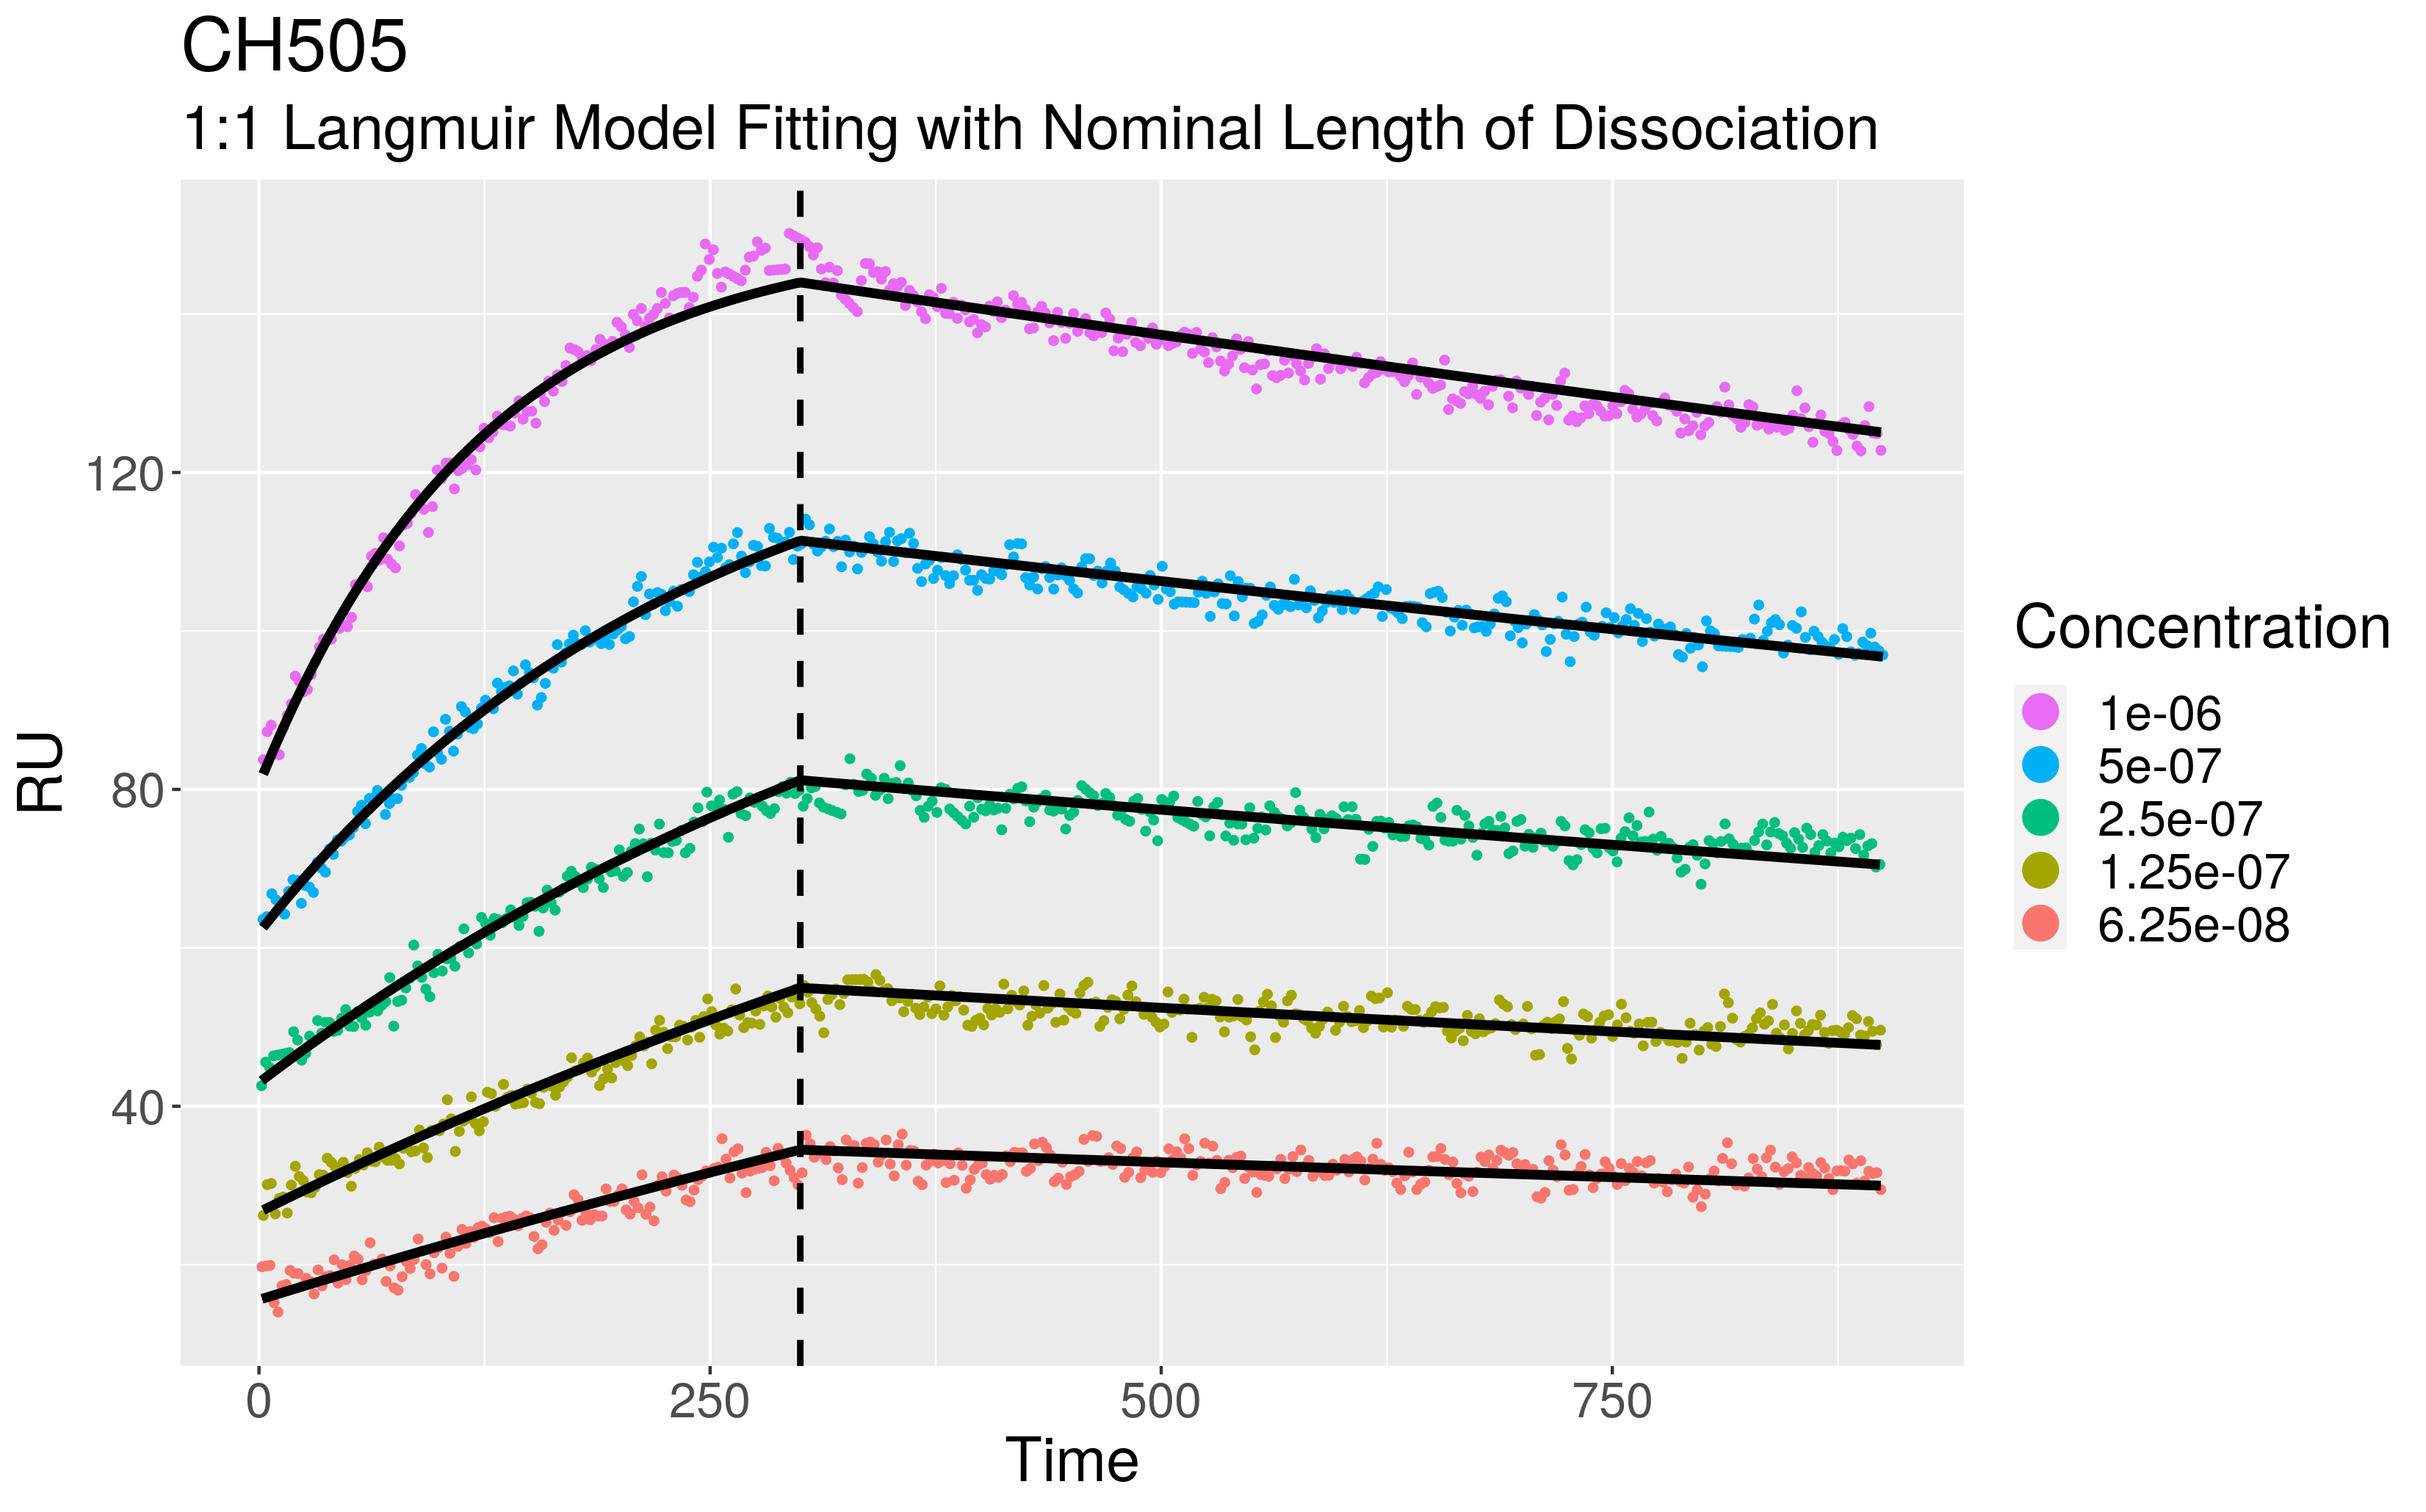 CH505
1:1 Langmuir Model Fitting with Nominal Length of Dissociation
RU
120
80
40
0
250
500
750
Time
Concentration
1e-06
5e-07
2.5e-07
1.25e-07
6.25e-08